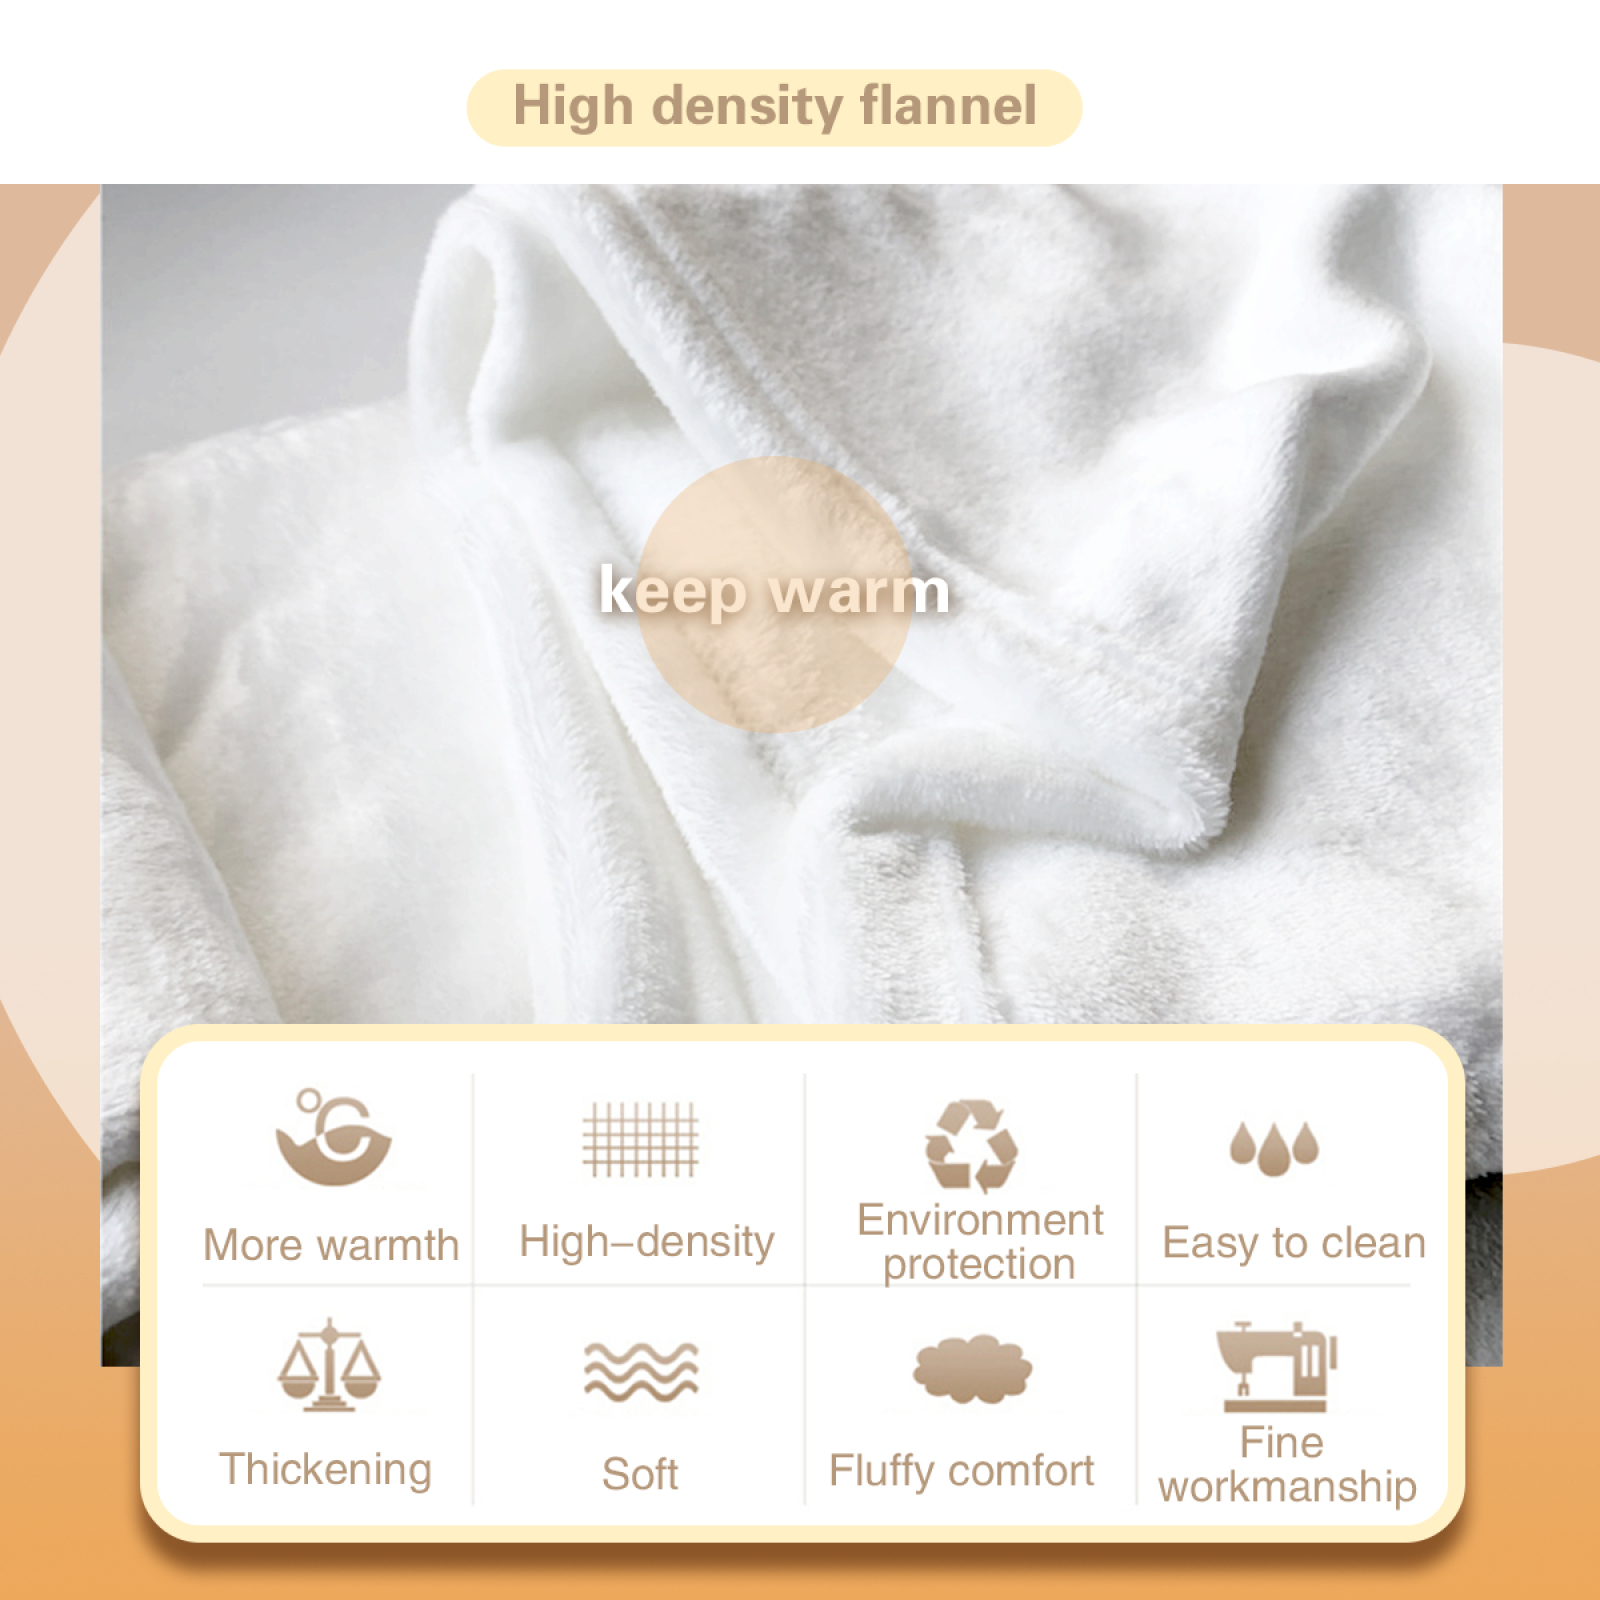 High density flannel
keep warm
More warmth
High–density
Environment
protection
Easy to clean
Thickening
Soft
Fluffy comfort
Fine
workmanship